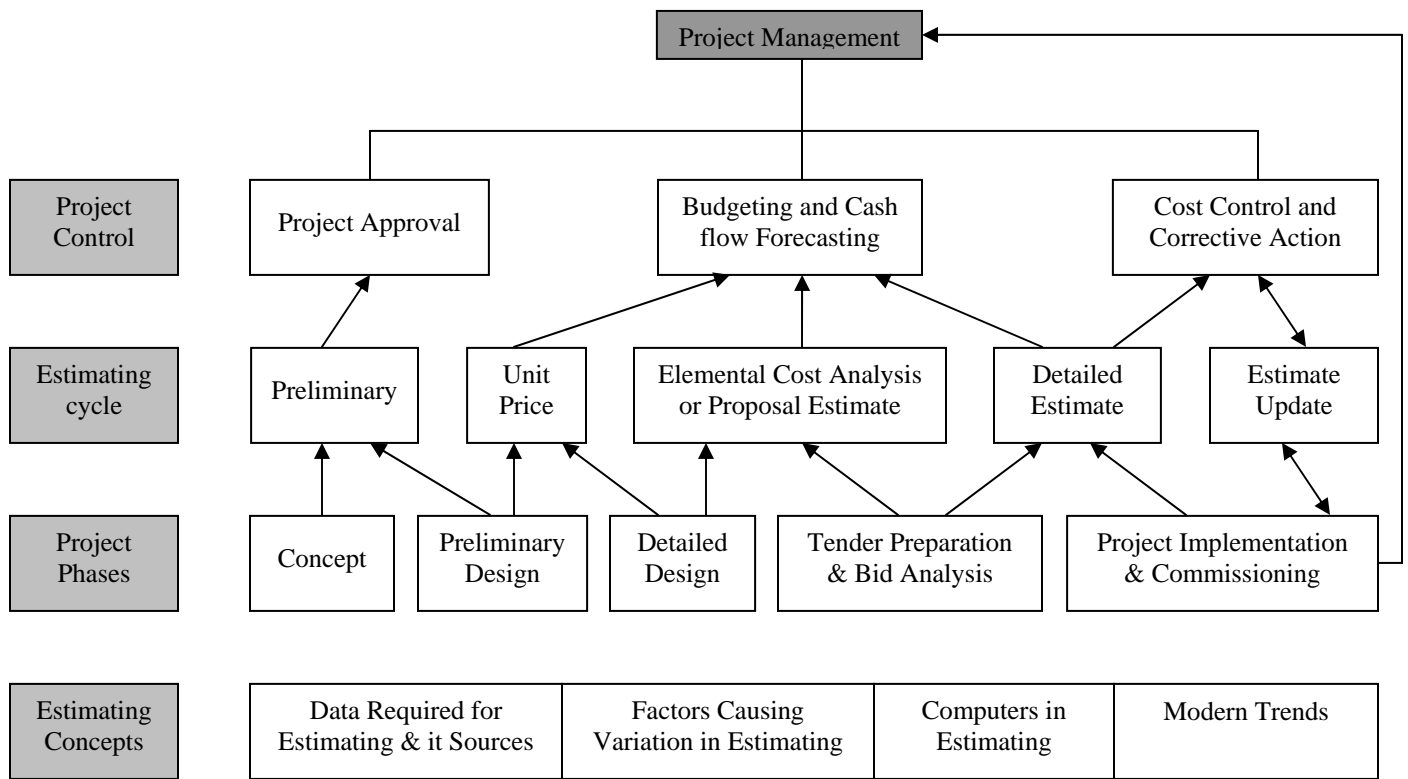 Project Management
Project
Control
Project Approval
Budgeting and Cash
flow Forecasting
Cost Control and
Corrective Action
Estimating
cycle
Preliminary
Unit
Price
Elemental Cost Analysis
or Proposal Estimate
Detailed
Estimate
Estimate
Update
Project
Phases
Concept
Preliminary
Design
Detailed
Design
Tender Preparation
& Bid Analysis
Project Implementation
& Commissioning
Estimating
Concepts
Data Required for
Estimating & it Sources
Factors Causing
Variation in Estimating
Computers in
Estimating
Modern Trends